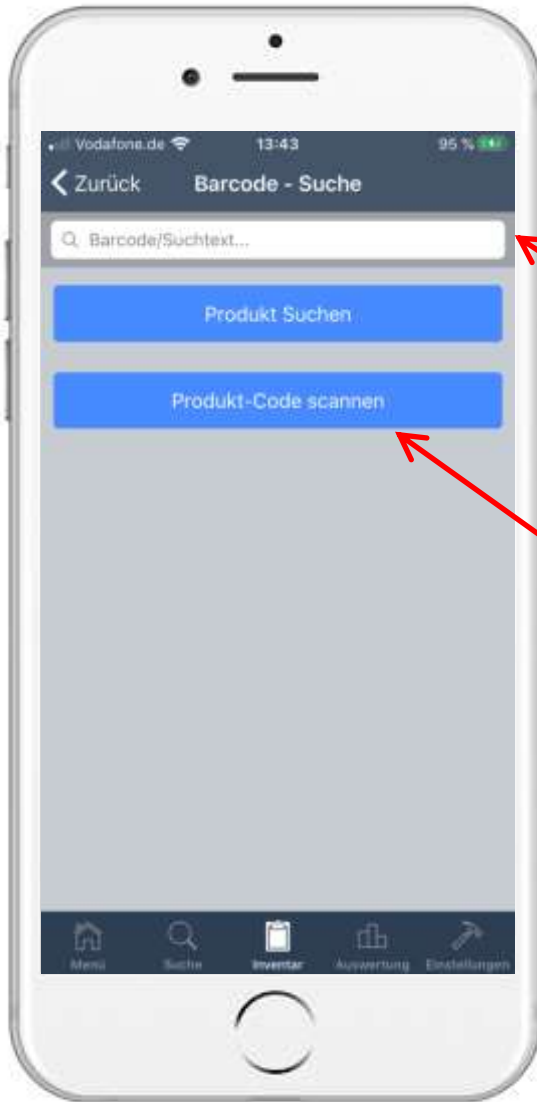 Vodafone.de 13:43 95 %
Zurück Barcode - Suche
Barcode/Suchtext...
Produkt Suchen
Produkt-Code scannen
Menü Suche Inventar Auswertung Einstellungen